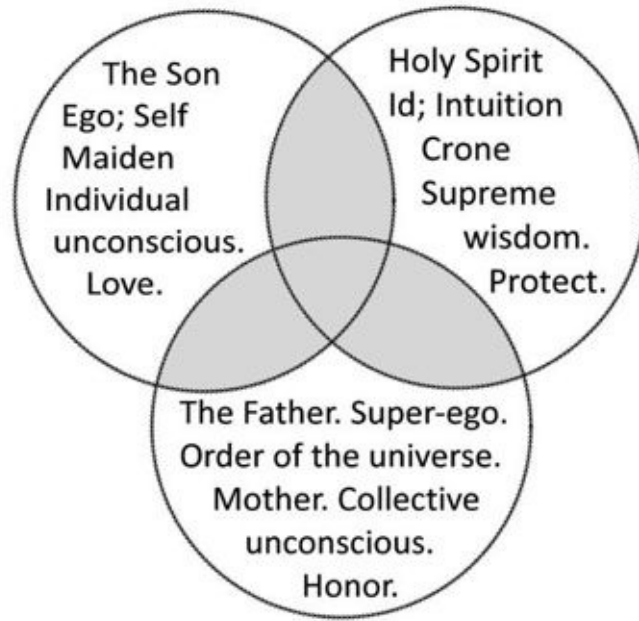 The Son
Ego; Self
Maiden
Individual
unconscious.
Love.
Holy Spirit
Id; Intuition
Crone
Supreme
wisdom.
Protect.
The Father. Super-ego.
Order of the universe.
Mother. Collective
unconscious.
Honor.